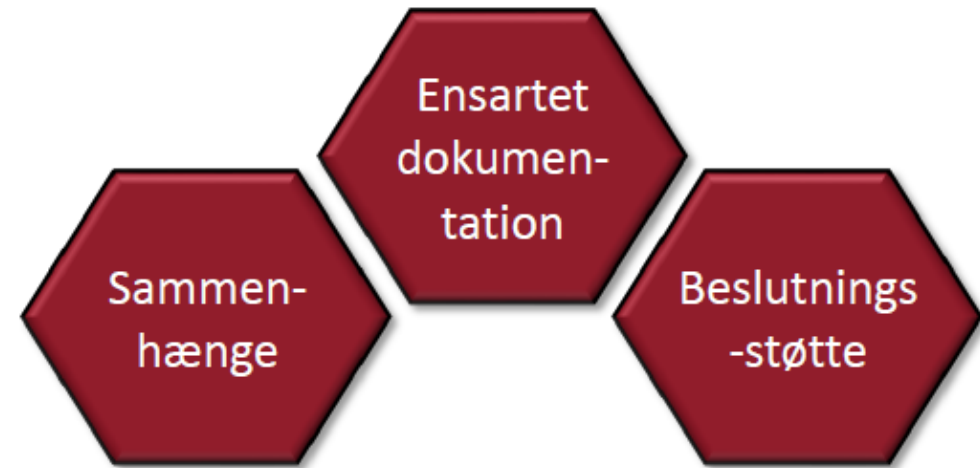 Ensartet
dokumen-
tation
Sammen-
hænge
Beslutnings
-støtte